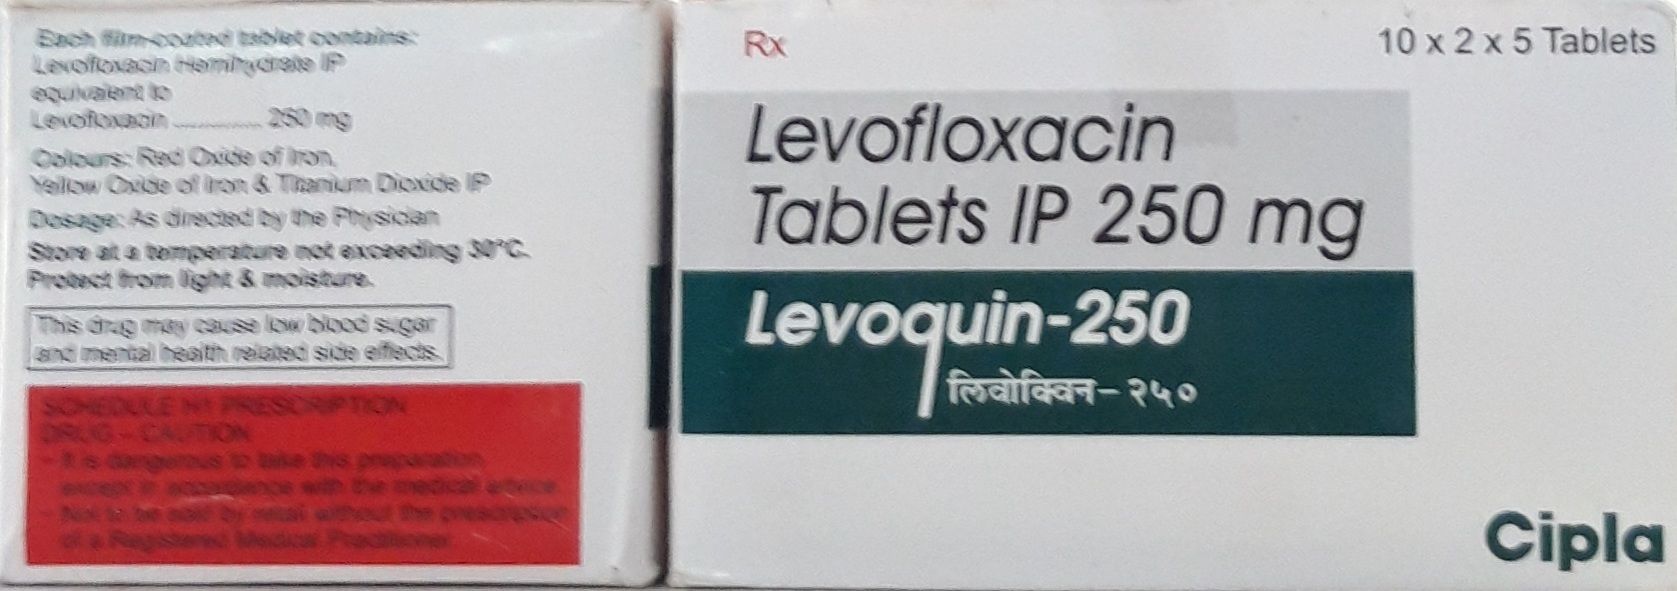 Each film-coated tablet contains:
Levofloxacin Hemihydrate IP
equivalent to
Levofloxacin .............. 250 mg
Colours: Red Oxide of Iron,
Yellow Oxide of Iron & Titanium Dioxide IP
Dosage: As directed by the Physician
Store at a temperature not exceeding 30°C.
Protect from light & moisture.
This drug may cause low blood sugar
and mental health related side effects.
SCHEDULE H1 PRESCRIPTION
DRUG – CAUTION
- It is dangerous to take this preparation
except in accordance with the medical advice
- Not to be sold by retail without the prescription
of a Registered Medical Practitioner
Rx
10 x 2 x 5 Tablets
Levofloxacin
Tablets IP 250 mg
Levoquin-250
लिवोक्विन-२५०
Cipla